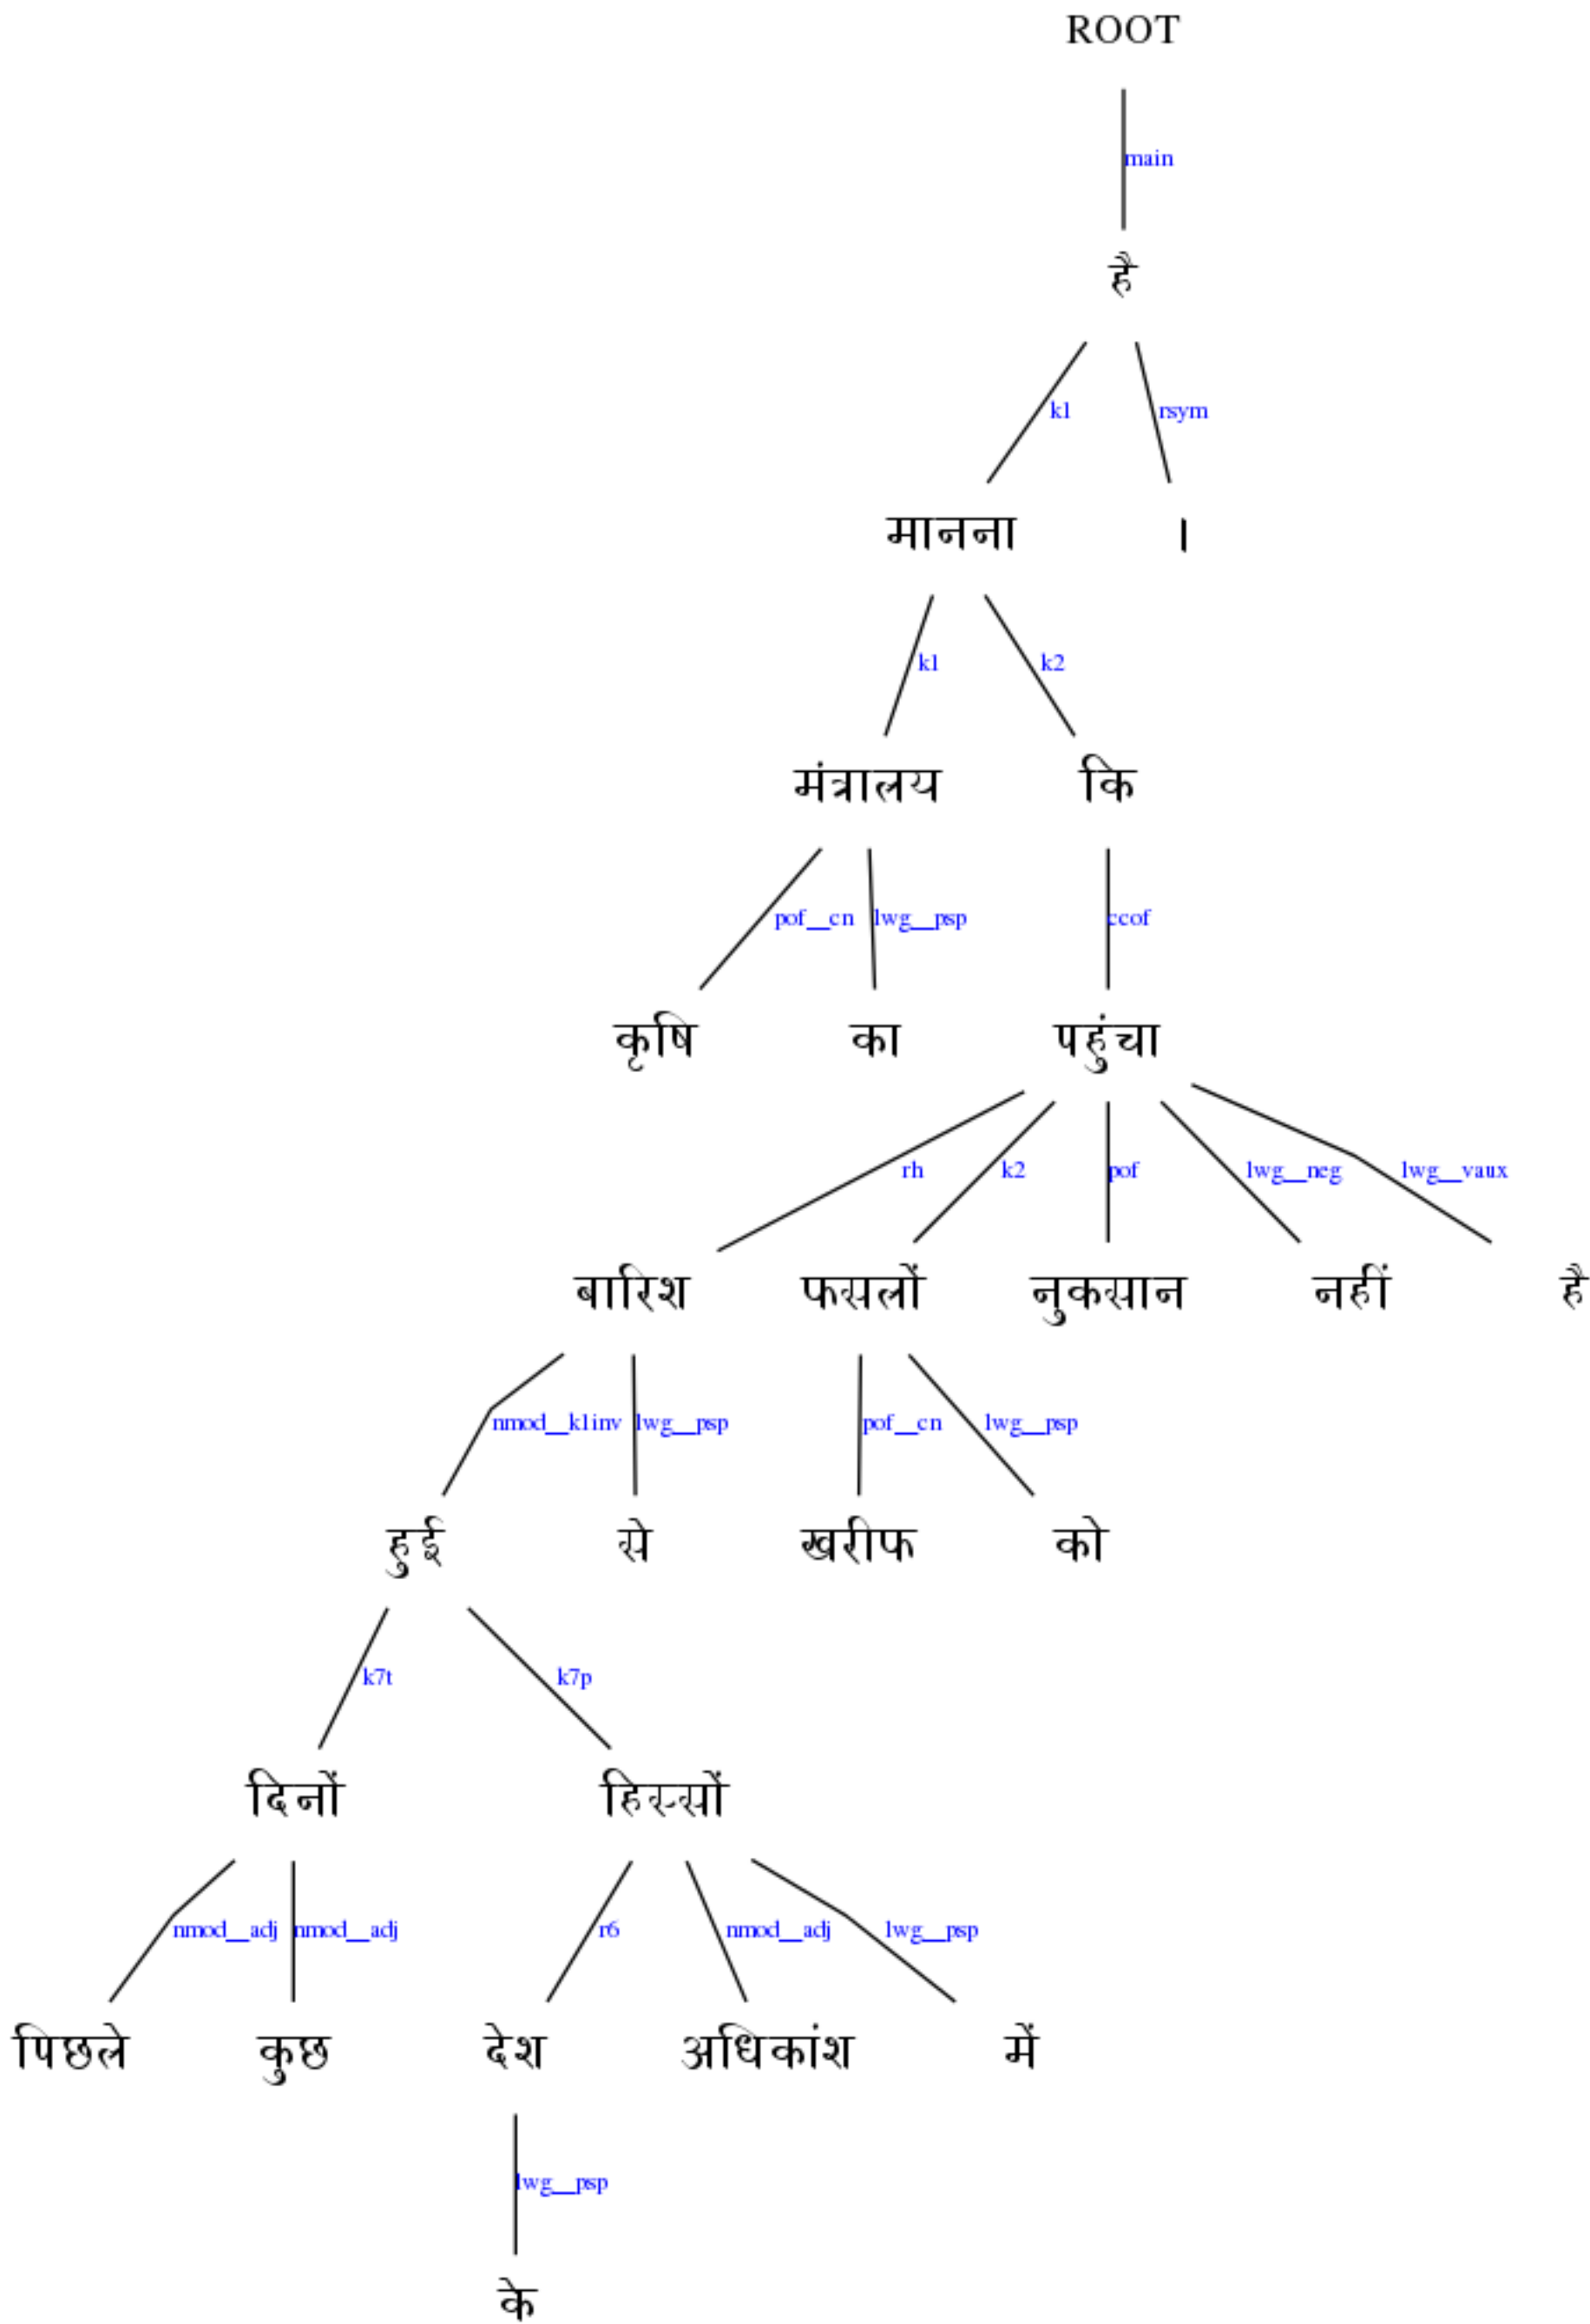 ROOT
main
है
k1 rsym
मानना ।
k1 k2
मंत्रालय कि
pof__cn lwg__psp ccof
कृषि का पहुंचा
rh k2 pof lwg__neg lwg__vaux
बारिश फसलों नुकसान नहीं है
nmod__k1inv lwg__psp pof__cn lwg__psp
हुई से खरीफ को
k7t k7p
दिनों हिस्सों
nmod__adj nmod__adj r6 nmod__adj lwg__psp
पिछले कुछ देश अधिकांश में
lwg__psp
के